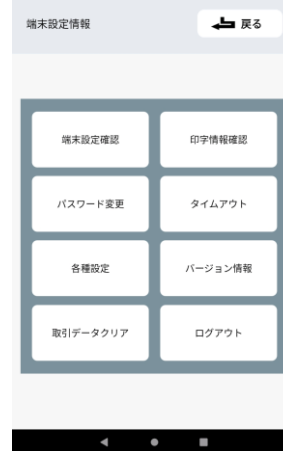 端末設定情報
戻る
端末設定確認
印字情報確認
パスワード変更
タイムアウト
各種設定
バージョン情報
取引データクリア
ログアウト